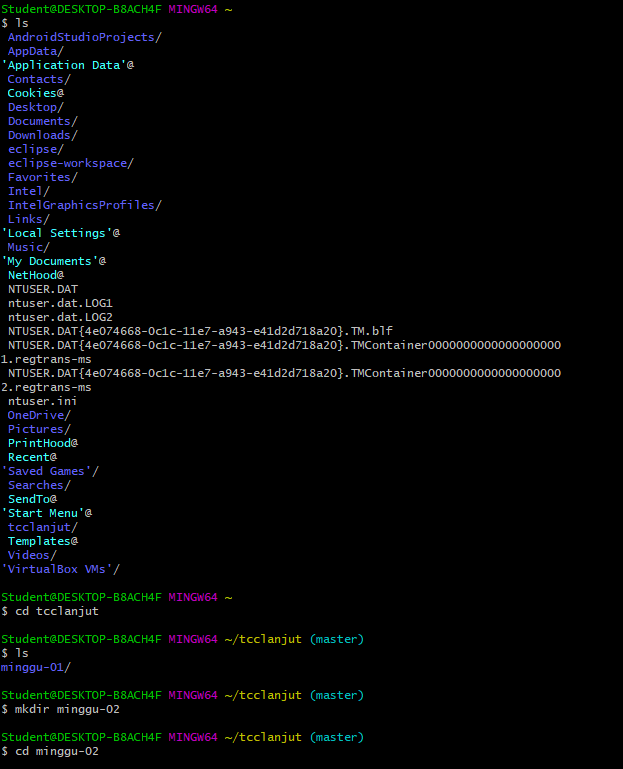 Student@DESKTOP-B8ACH4F MINGW64 ~
$ ls
 AndroidStudioProjects/
 AppData/
'Application Data'@
 Contacts/
 Cookies@
 Desktop/
 Documents/
 Downloads/
 eclipse/
 eclipse-workspace/
 Favorites/
 Intel/
 IntelGraphicsProfiles/
 Links/
'Local Settings'@
 Music/
'My Documents'@
 NetHood@
 NTUSER.DAT
 ntuser.dat.LOG1
 ntuser.dat.LOG2
 NTUSER.DAT{4e074668-0c1c-11e7-a943-e41d2d718a20}.TM.blf
 NTUSER.DAT{4e074668-0c1c-11e7-a943-e41d2d718a20}.TMContainer0000000000000000000
1.regtrans-ms
 NTUSER.DAT{4e074668-0c1c-11e7-a943-e41d2d718a20}.TMContainer0000000000000000000
2.regtrans-ms
 ntuser.ini
 OneDrive/
 Pictures/
 PrintHood@
 Recent@
'Saved Games'/
 Searches/
 SendTo@
'Start Menu'@
 tcclanjut/
 Templates@
 Videos/
'VirtualBox VMs'/
Student@DESKTOP-B8ACH4F MINGW64 ~
$ cd tcclanjut
Student@DESKTOP-B8ACH4F MINGW64 ~/tcclanjut (master)
$ ls
minggu-01/
Student@DESKTOP-B8ACH4F MINGW64 ~/tcclanjut (master)
$ mkdir minggu-02
Student@DESKTOP-B8ACH4F MINGW64 ~/tcclanjut (master)
$ cd minggu-02